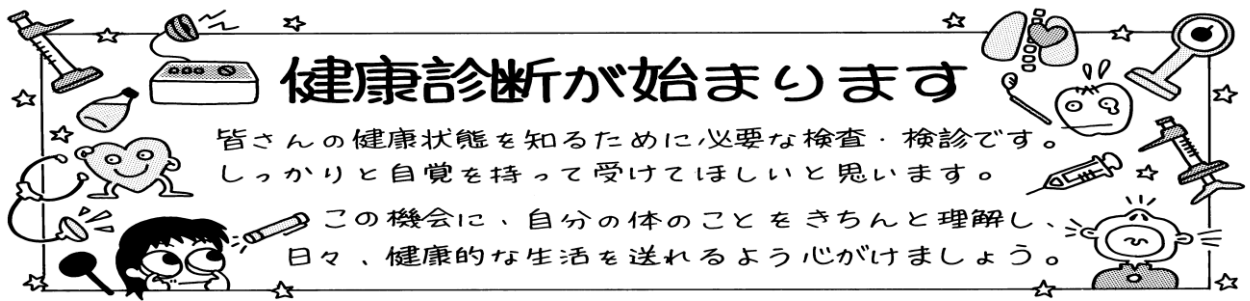 健康診断が始まります
皆さんの健康状態を知るために必要な検査・検診です。
しっかりと自覚を持って受けてほしいと思います。
この機会に、自分の体のことをきちんと理解し、
日々、健康的な生活を送れるよう心がけましょう。